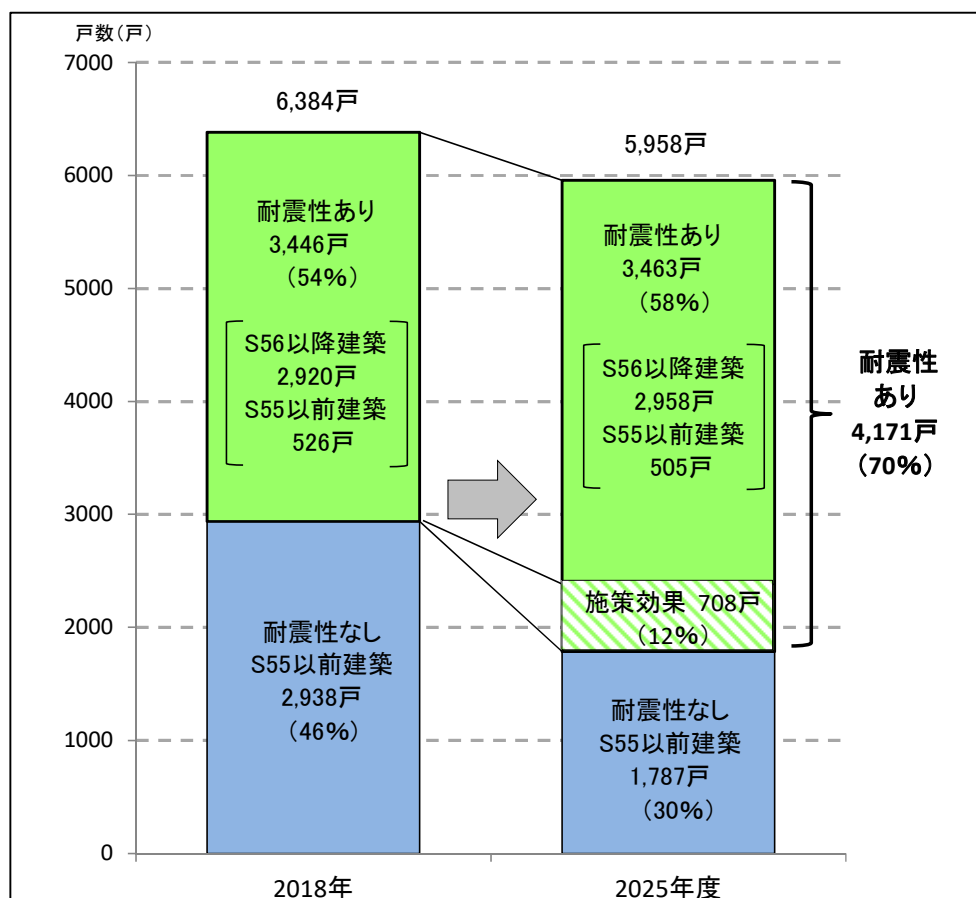 戸数（戸）
7000
6000
5000
4000
3000
2000
1000
0
6,384戸
耐震性あり
3,446戸
（54%）
S56以降建築
2,920戸
S55以前建築
526戸
耐震性なし
S55以前建築
2,938戸
（46%）
2018年
5,958戸
耐震性あり
3,463戸
（58%）
S56以降建築
2,958戸
S55以前建築
505戸
施策効果 708戸
（12%）
耐震性なし
S55以前建築
1,787戸
（30%）
2025年度
耐震性
あり
4,171戸
（70%）